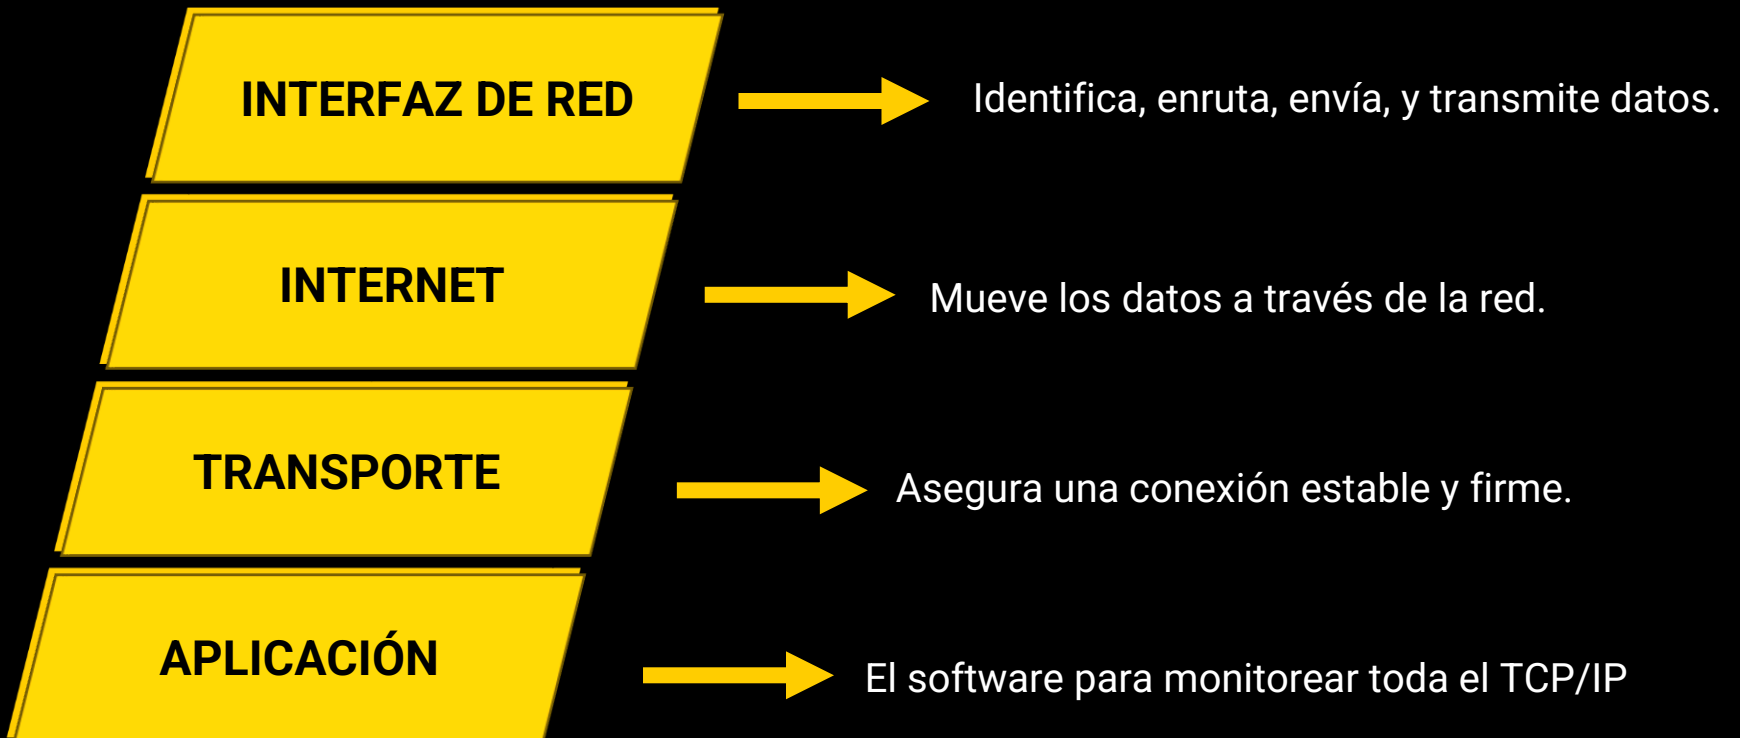 INTERFAZ DE RED
Identifica, enruta, envía, y transmite datos.
INTERNET
Mueve los datos a través de la red.
TRANSPORTE
Asegura una conexión estable y firme.
APLICACIÓN
El software para monitorear toda el TCP/IP